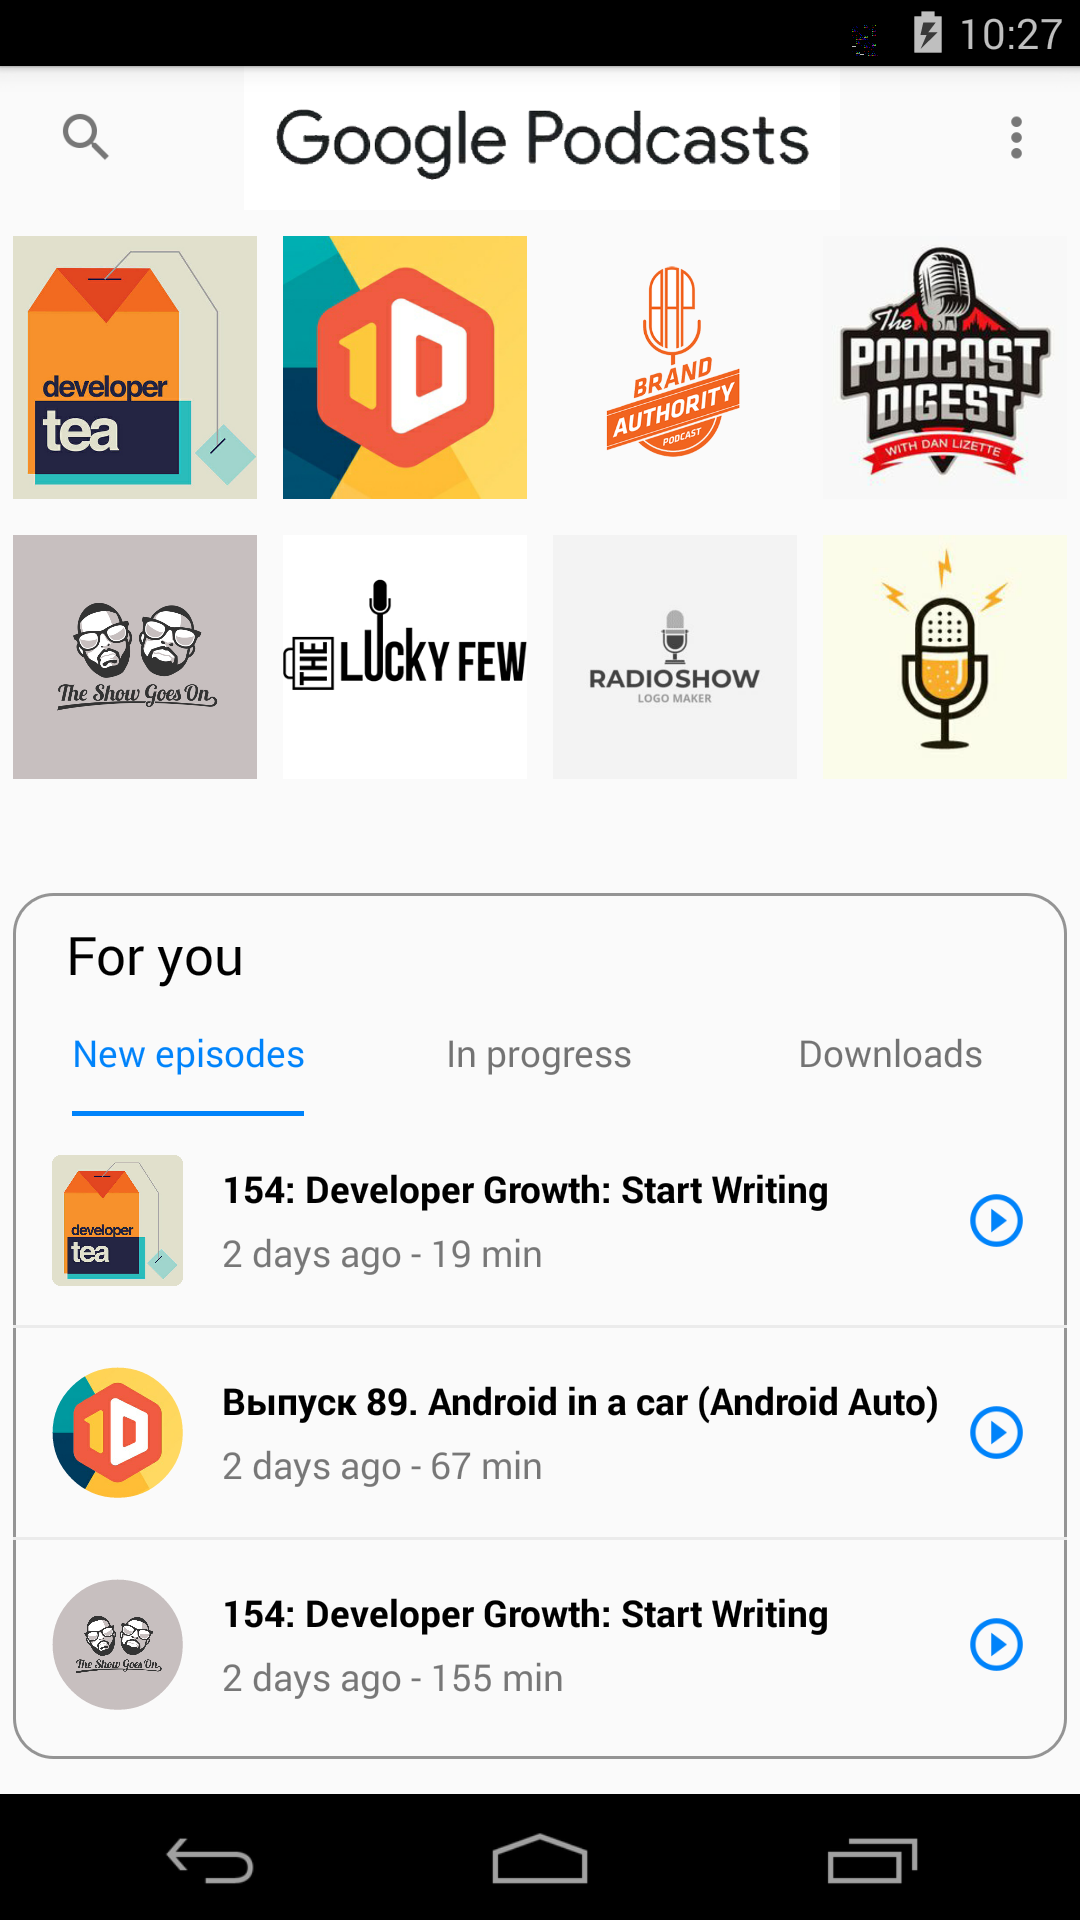 10:27
Google Podcasts
developer
tea
1D
BRAND
AUTHORITY
PODCAST
The
PODCAST
DIGEST
WITH DAN LIZETTE
The Show Goes On
THE LUCKY FEW
RADIOSHOW
LOGO MAKER
For you
New episodes
In progress
Downloads
developer
tea
154: Developer Growth: Start Writing
2 days ago - 19 min
1D
Выпуск 89. Android in a car (Android Auto)
2 days ago - 67 min
The Show Goes On
154: Developer Growth: Start Writing
2 days ago - 155 min